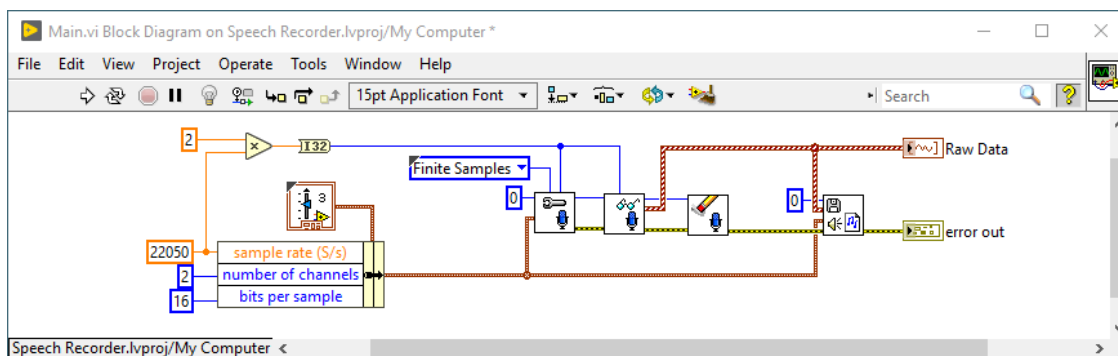 Main.vi Block Diagram on Speech Recorder.lvproj/My Computer *
File Edit View Project Operate Tools Window Help
15pt Application Font
Search
?
2
I32
Finite Samples
Raw Data
0
0
3
error out
22050 sample rate (S/s)
2 number of channels
16 bits per sample
Speech Recorder.lvproj/My Computer